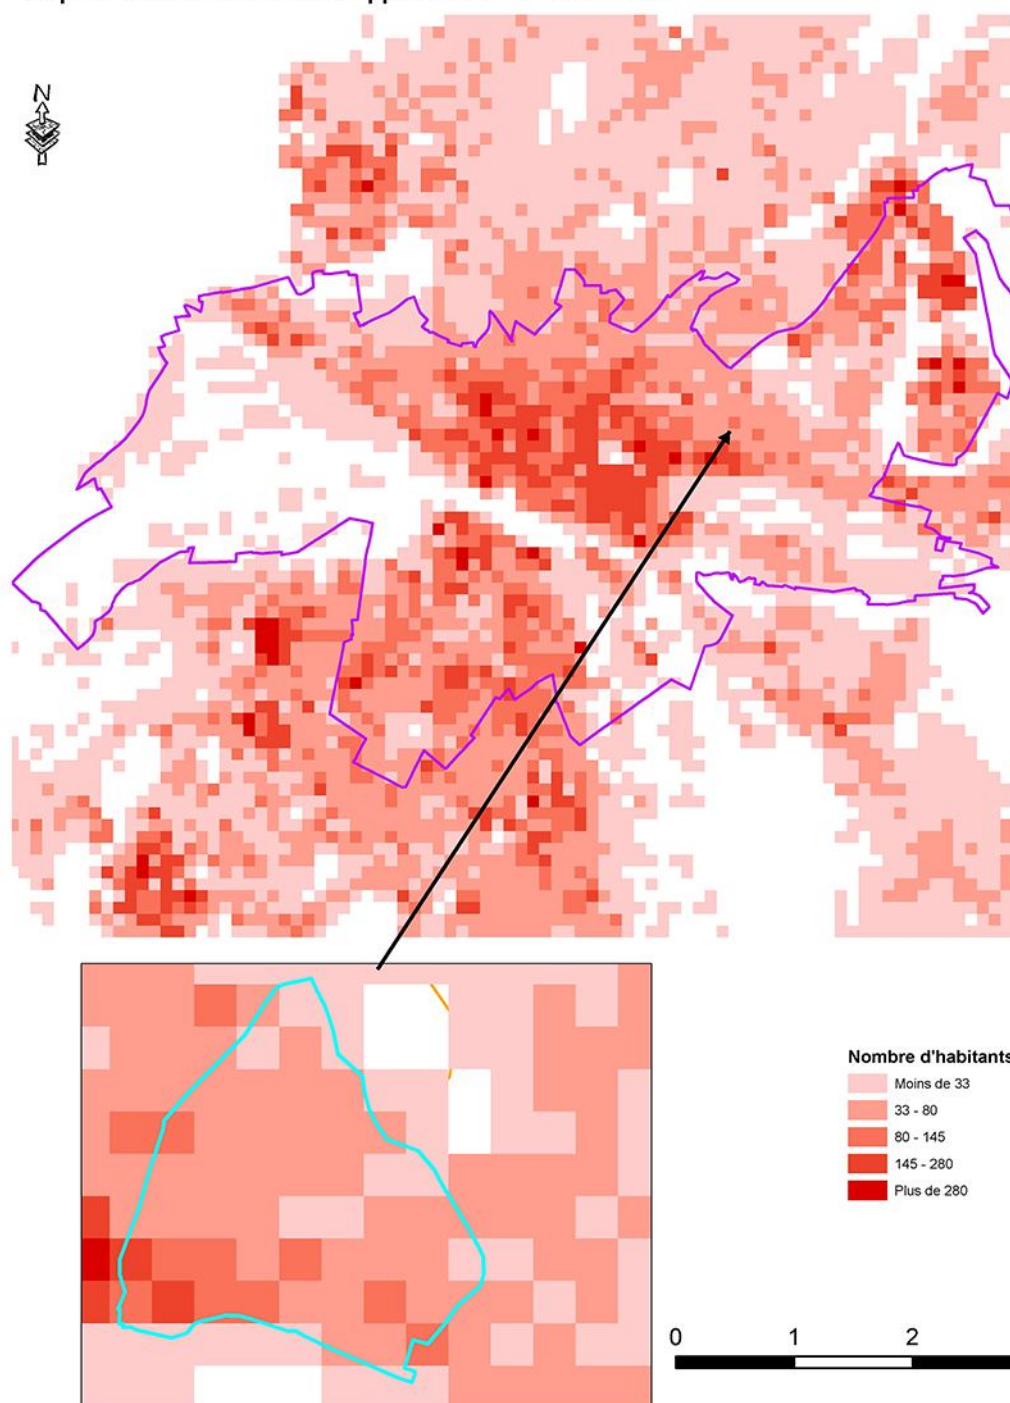 N
Nombre d'habitants
Moins de 33
33 - 80
80 - 145
145 - 280
Plus de 280
0 1 2